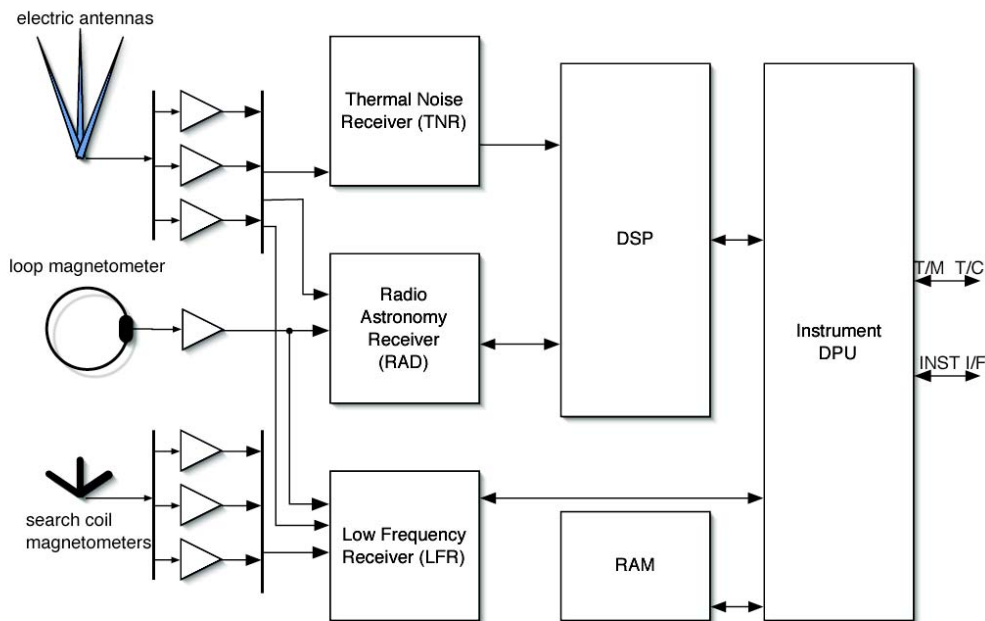 electric antennas
Thermal Noise
Receiver (TNR)
DSP
Instrument
DPU
T/M T/C
INST I/F
loop magnetometer
Radio
Astronomy
Receiver
(RAD)
search coil
magnetometers
Low Frequency
Receiver (LFR)
RAM